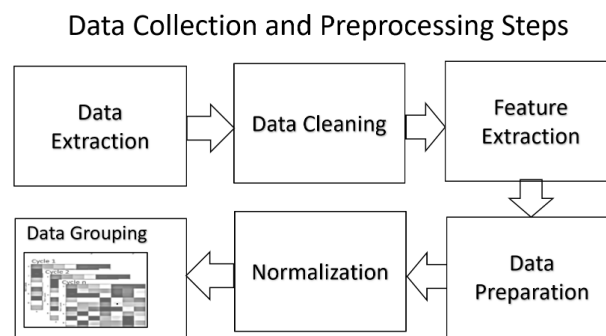 Data Collection and Preprocessing Steps
Data
Extraction
Data Cleaning
Feature
Extraction
Data
Preparation
Normalization
Data Grouping
Cycle 1
Cycle 2
Cycle n